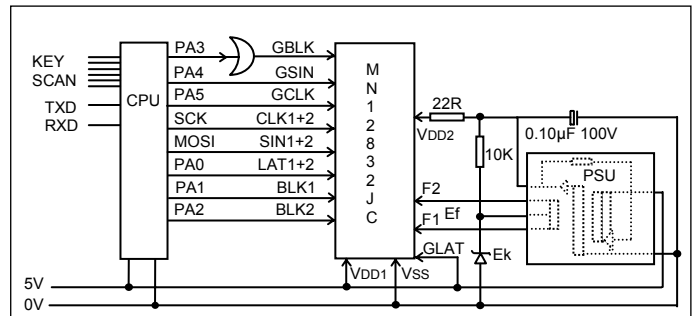 KEY
SCAN
TXD
RXD
CPU
PA3 GBLK
PA4 GSIN
PA5 GCLK
SCK CLK1+2
MOSI SIN1+2
PA0 LAT1+2
PA1 BLK1
PA2 BLK2
M
N
1
2
8
3
2
J
C
22R
VDD2
0.10µF 100V
10K
PSU
F2
F1 Ef
GLAT
Ek
VDD1 VSS
5V
0V